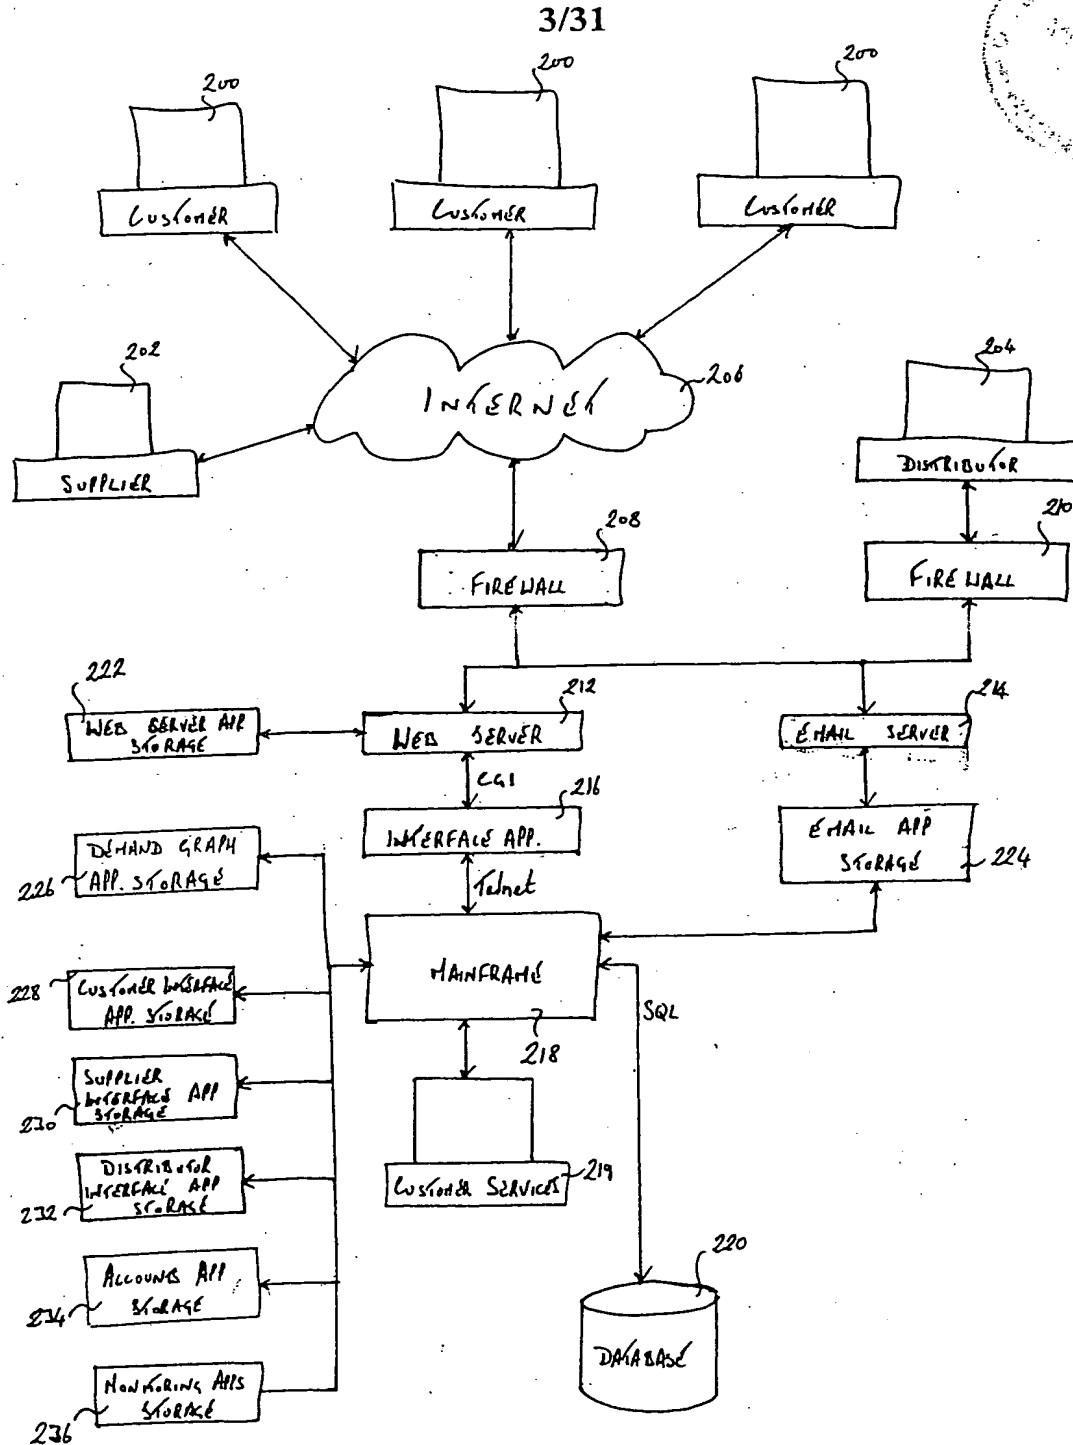 3/31
200
200
200
CUSTOMER
CUSTOMER
CUSTOMER
202
INTERNET
206
204
SUPPLIER
DISTRIBUTOR
208
210
FIREWALL
FIREWALL
222
212
214
WEB SERVER APP
STORAGE
WEB SERVER
EMAIL SERVER
CGI
216
INTERFACE APP.
EMAIL APP
STORAGE
224
DEMAND GRAPH
APP. STORAGE
226
Telnet
MAINFRAME
228
CUSTOMER INTERFACE
APP. STORAGE
SQL
218
SUPPLIER
INTERFACE APP
STORAGE
230
CUSTOMER SERVICES
219
DISTRIBUTOR
INTERFACE APP
STORAGE
232
220
ACCOUNTS APP
STORAGE
234
DATABASE
MONITORING APPS
STORAGE
236